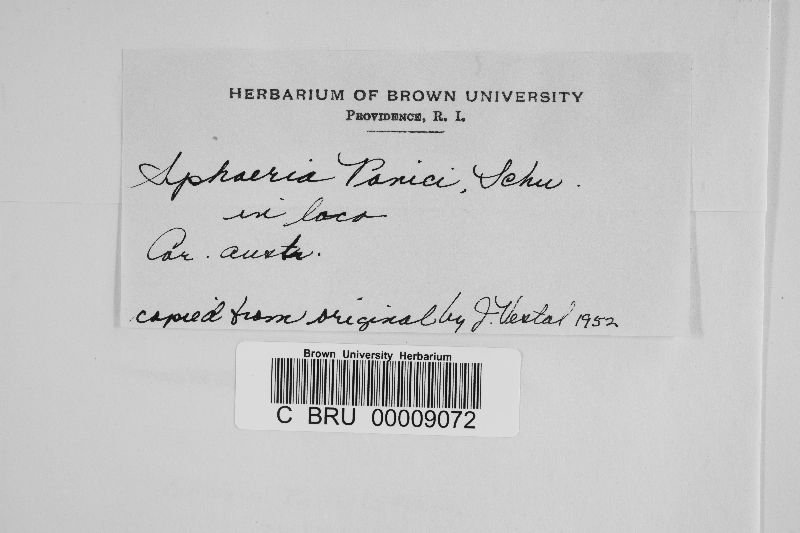 HERBARIUM OF BROWN UNIVERSITY
PROVIDENCE, R. I.
Sphaeria Panici, Schw.
in loco
Car. austr.
copied from original by J. Vestal 1952
Brown University Herbarium
C BRU 00009072